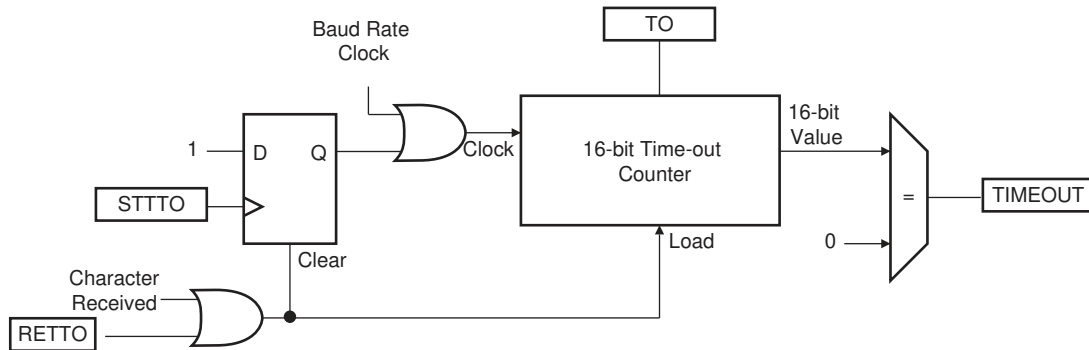 Baud Rate
Clock
TO
1
D
Q
Clock
16-bit Time-out
Counter
16-bit
Value
=
TIMEOUT
STTTO
Clear
Load
0
Character
Received
RETTO